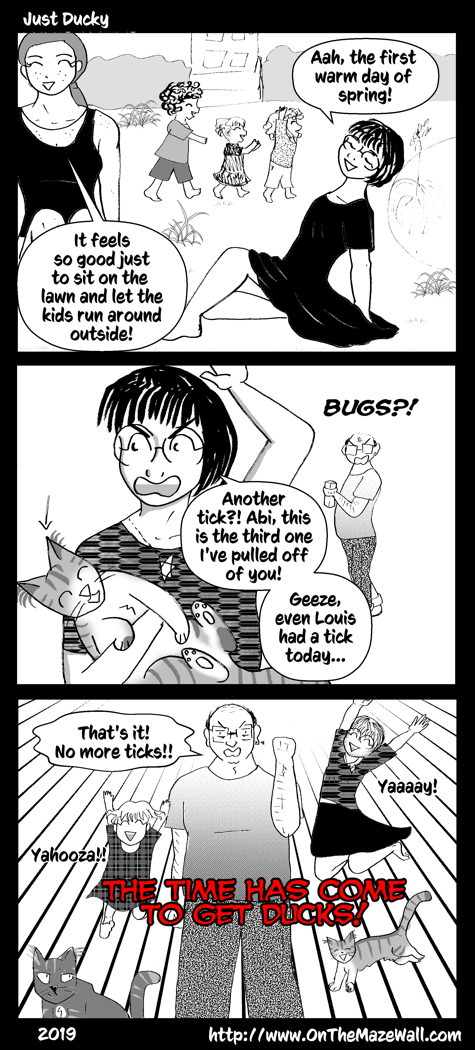 Just Ducky
Aah, the first
warm day of
spring!
It feels
so good just
to sit on the
lawn and let the
kids run around
outside!
BUGS?!
Another
tick?! Abi, this
is the third one
I've pulled off
of you!
Geeze,
even Louis
had a tick
today...
That's it!
No more ticks!!
Yaaaay!
Yahooza!!
THE TIME HAS COME
TO GET DUCKS!
2019
http://www.OnTheMazeWall.com